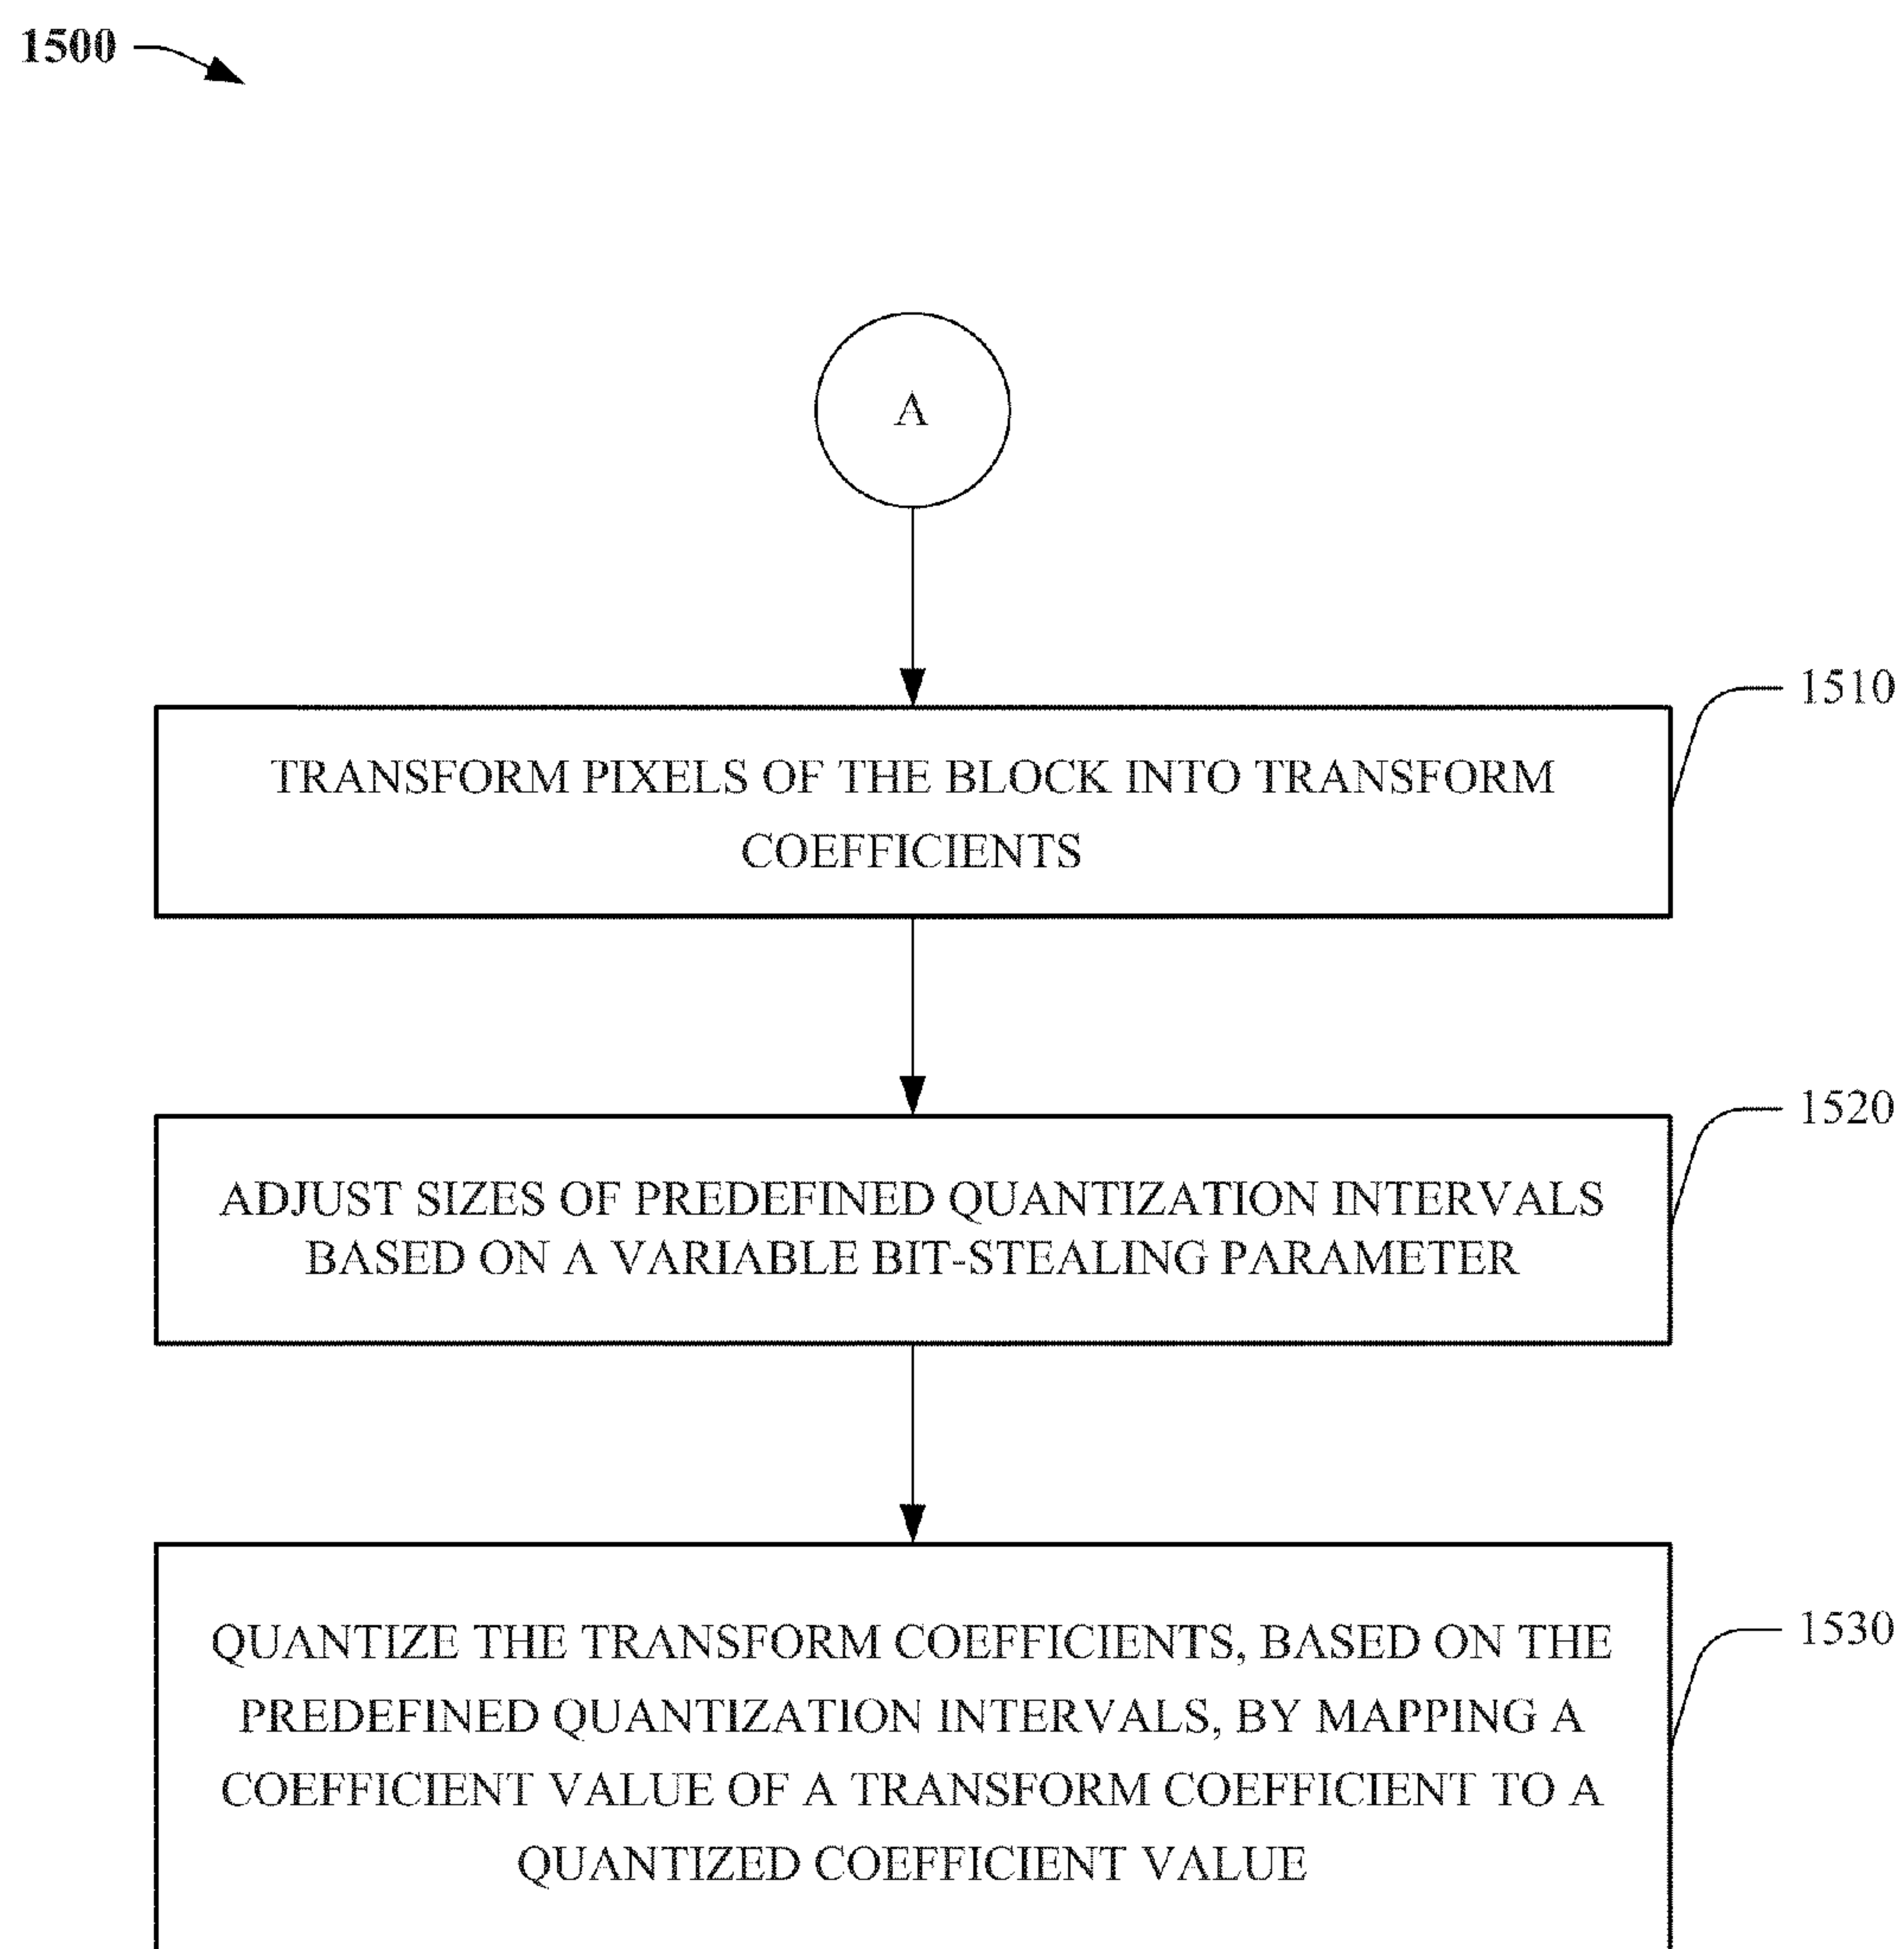 1500
A
1510
TRANSFORM PIXELS OF THE BLOCK INTO TRANSFORM
COEFFICIENTS
1520
ADJUST SIZES OF PREDEFINED QUANTIZATION INTERVALS
BASED ON A VARIABLE BIT-STEALING PARAMETER
1530
QUANTIZE THE TRANSFORM COEFFICIENTS, BASED ON THE
PREDEFINED QUANTIZATION INTERVALS, BY MAPPING A
COEFFICIENT VALUE OF A TRANSFORM COEFFICIENT TO A
QUANTIZED COEFFICIENT VALUE